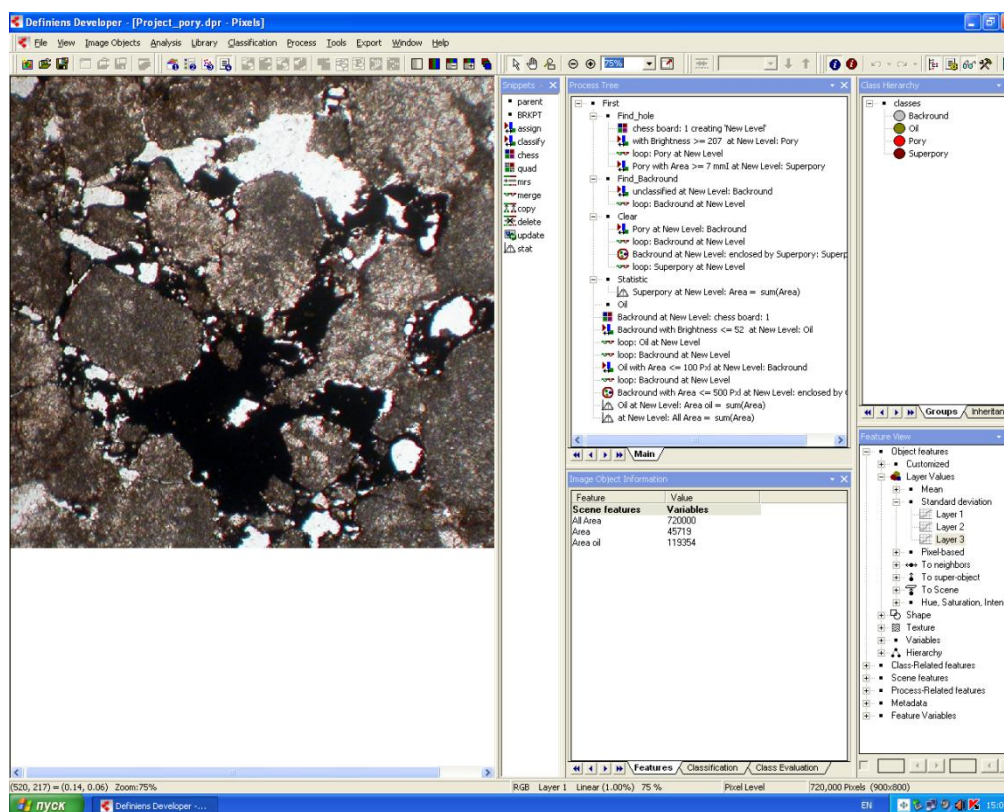 Definiens Developer - [Project_pory.dpr - Pixels]
File View Image Objects Analysis Library Classification Process Tools Export Window Help
75%
Snippets
parent
BRKPT
assign
classify
chess
quad
mrs
merge
copy
delete
update
stat
Process Tree
First
Find_hole
chess board: 1 creating 'New Level'
with Brightness >= 207 at New Level: Pory
loop: Pory at New Level
Pory with Area >= 7 mmI at New Level: Superpory
Find_Background
unclassified at New Level: Backround
loop: Backround at New Level
Clear
Pory at New Level: Backround
loop: Backround at New Level
Backround at New Level: enclosed by Superpory: Superp
loop: Superpory at New Level
Statistic
Superpory at New Level: Area = sum(Area)
Oil
Backround at New Level: chess board: 1
Backround with Brightness <= 52 at New Level: Oil
loop: Oil at New Level
loop: Backround at New Level
Oil with Area <= 100 Pxl at New Level: Backround
loop: Backround at New Level
Backround with Area <= 500 Pxl at New Level: enclosed by
Oil at New Level: Area oil = sum(Area)
at New Level: All Area = sum(Area)
Main
Image Object Information
Feature Value
Scene features Variables
All Area 720000
Area 45719
Area oil 119354
Features Classification Class Evaluation
Class Hierarchy
classes
Backround
Oil
Pory
Superpory
Groups Inheritan
Feature View
Object features
Customized
Layer Values
Mean
Standard deviation
Layer 1
Layer 2
Layer 3
Pixel-based
To neighbors
To super-object
To Scene
Hue, Saturation, Inten
Shape
Texture
Variables
Hierarchy
Class-Related features
Scene features
Process-Related features
Metadata
Feature Variables
(520, 217) = (0.14, 0.06) Zoom:75%
RGB Layer 1 Linear (1.00%) 75 % Pixel Level 720,000 Pixels (900x800)
пуск Definiens Developer -... EN